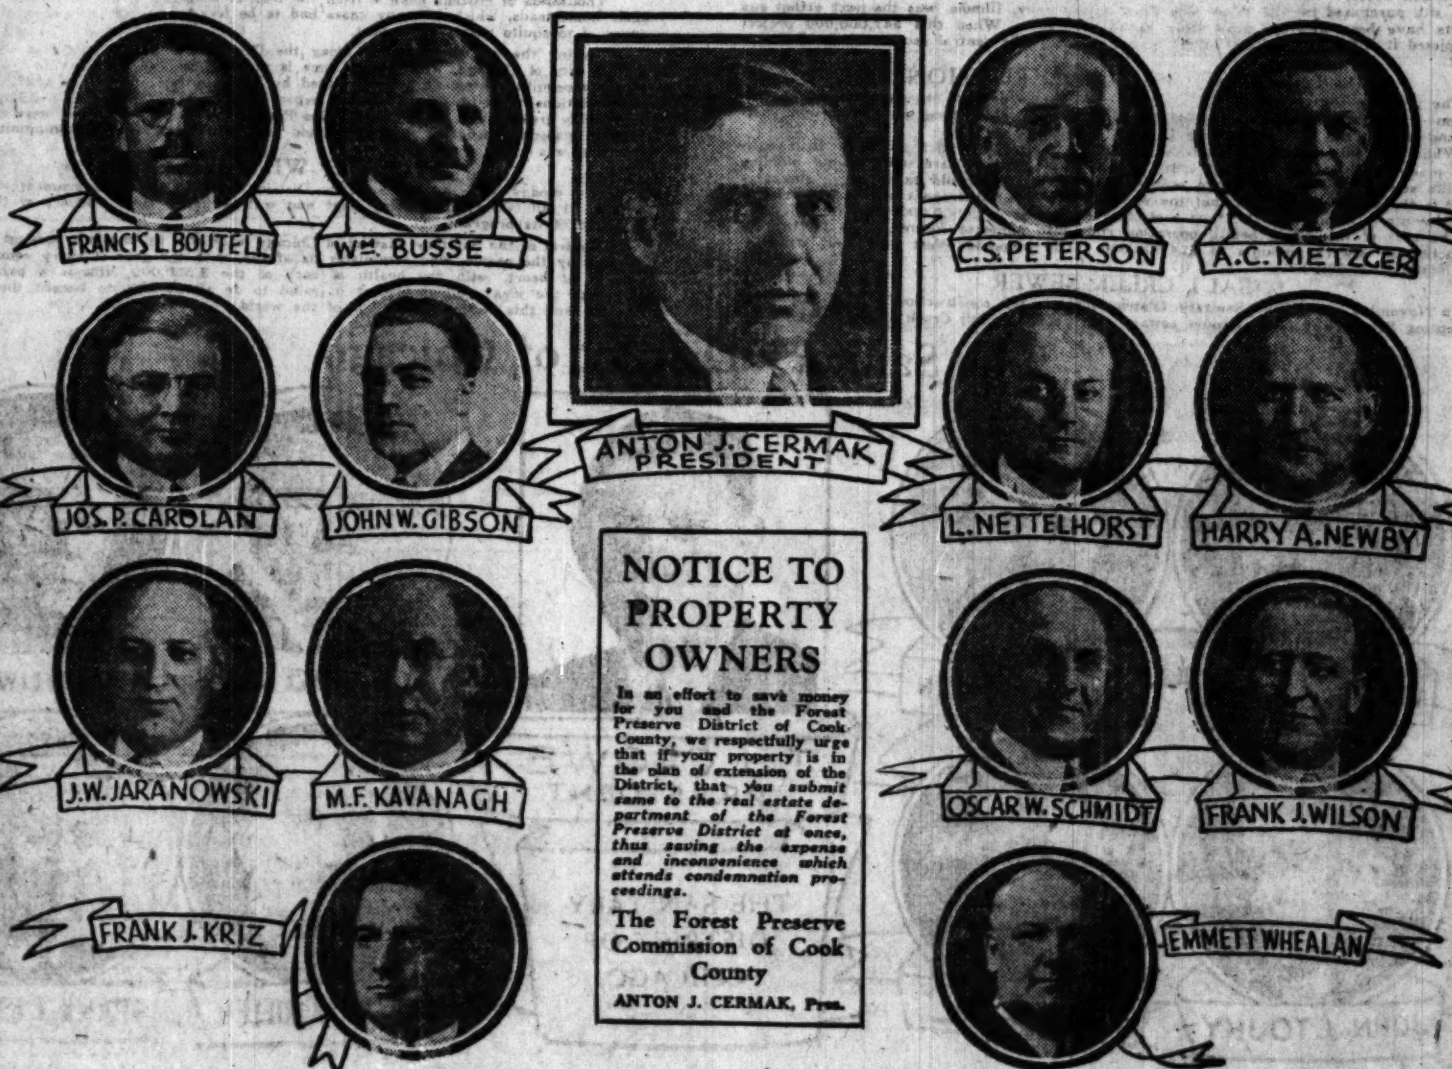 FRANCIS L. BOUTELL
WM. BUSSE
C.S. PETERSON
A.C. METZGER
ANTON J. CERMAK
PRESIDENT
JOS. P. CAROLAN
JOHN W. GIBSON
L. NETTELHORST
HARRY A. NEWBY
J.W. JARANOWSKI
M.F. KAVANAGH
OSCAR W. SCHMIDT
FRANK J. WILSON
FRANK J. KRIZ
EMMETT WHEALAN
NOTICE TO
PROPERTY
OWNERS
In an effort to save money
for you and the Forest
Preserve District of Cook
County, we respectfully urge
that if your property is in
the plan of extension of the
District, that you submit
same to the real estate de-
partment of the Forest
Preserve District at once,
thus saving the expense
and inconvenience which
attends condemnation pro-
ceedings.
The Forest Preserve
Commission of Cook
County
ANTON J. CERMAK, Pres.